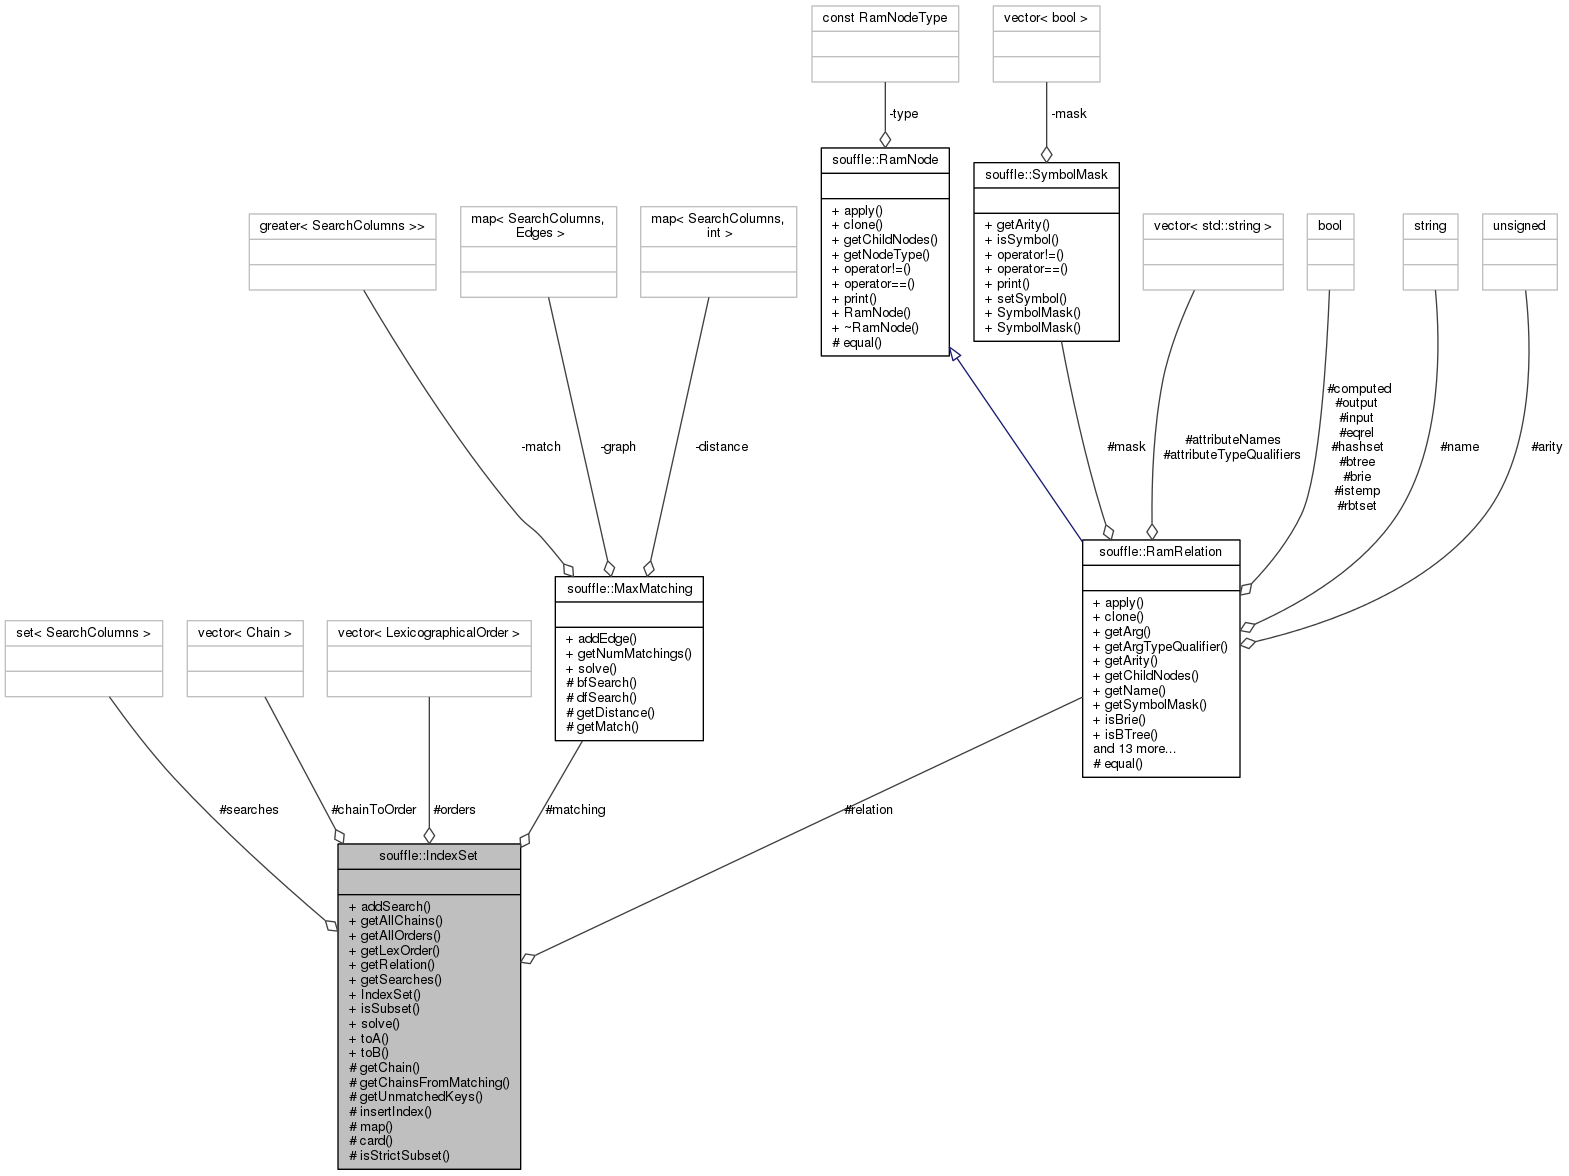 const RamNodeType
vector< bool >
-type
-mask
souffle::RamNode
+ apply()
+ clone()
+ getChildNodes()
+ getNodeType()
+ operator!=()
+ operator==()
+ print()
+ RamNode()
+ ~RamNode()
# equal()
souffle::SymbolMask
+ getArity()
+ isSymbol()
+ operator!=()
+ operator==()
+ print()
+ setSymbol()
+ SymbolMask()
+ SymbolMask()
greater< SearchColumns >>
map< SearchColumns,
Edges >
map< SearchColumns,
int >
vector< std::string >
bool
string
unsigned
-match
-graph
-distance
#mask
#attributeNames
#attributeTypeQualifiers
#computed
#output
#input
#eqrel
#hashset
#btree
#brie
#istemp
#rbtset
#name
#arity
souffle::MaxMatching
+ addEdge()
+ getNumMatchings()
+ solve()
# bfSearch()
# dfSearch()
# getDistance()
# getMatch()
souffle::RamRelation
+ apply()
+ clone()
+ getArg()
+ getArgTypeQualifier()
+ getArity()
+ getChildNodes()
+ getName()
+ getSymbolMask()
+ isBrie()
+ isBTree()
and 13 more...
# equal()
set< SearchColumns >
vector< Chain >
vector< LexicographicalOrder >
#searches
#chainToOrder
#orders
#matching
#relation
souffle::IndexSet
+ addSearch()
+ getAllChains()
+ getAllOrders()
+ getLexOrder()
+ getRelation()
+ getSearches()
+ IndexSet()
+ isSubset()
+ solve()
+ toA()
+ toB()
# getChain()
# getChainsFromMatching()
# getUnmatchedKeys()
# insertIndex()
# map()
# card()
# isStrictSubset()